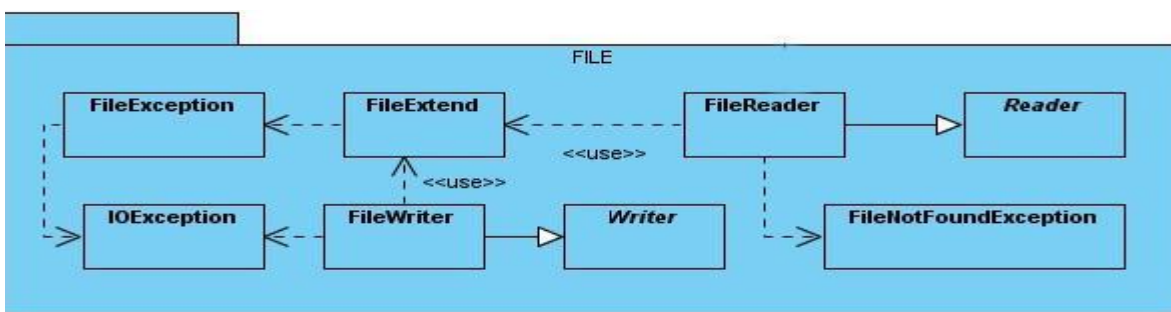 FILE
FileException
FileExtend
FileReader
Reader
<<use>>
<<use>>
IOException
FileWriter
Writer
FileNotFoundException